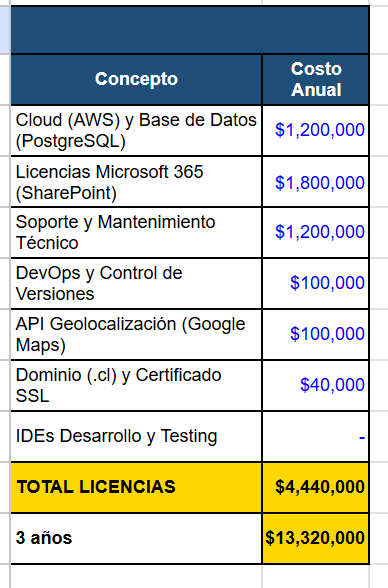 Concepto
Costo
Anual
Cloud (AWS) y Base de Datos
(PostgreSQL)
$1,200,000
Licencias Microsoft 365
(SharePoint)
$1,800,000
Soporte y Mantenimiento
Técnico
$1,200,000
DevOps y Control de
Versiones
$100,000
API Geolocalización (Google
Maps)
$100,000
Dominio (.cl) y Certificado
SSL
$40,000
IDEs Desarrollo y Testing
-
TOTAL LICENCIAS
$4,440,000
3 años
$13,320,000